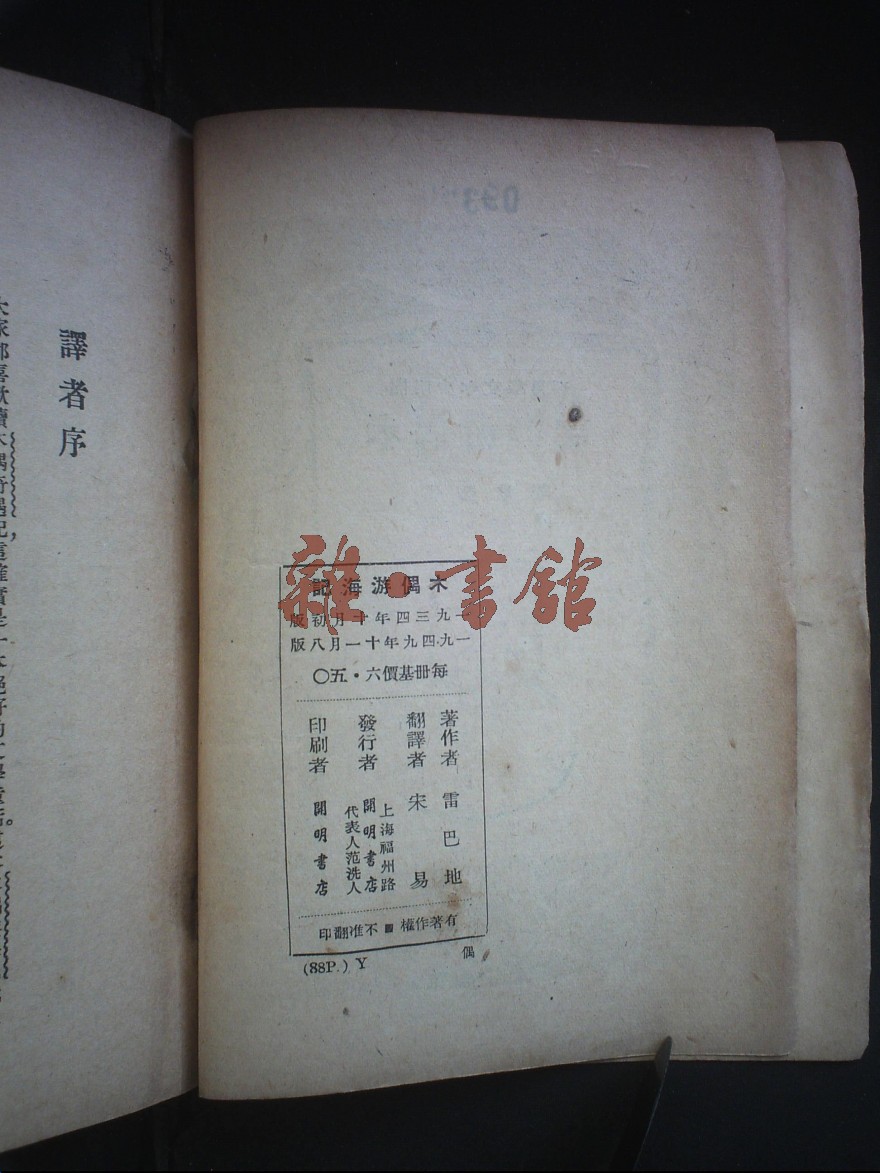 雜·書館
木偶游海記
一九三四年十月初版
一九四九年十一月八版
每冊基價六·五〇
著作者 雷巴地
翻譯者 宋易
發行者 上海福州路 開明書店 代表人范洗人
印刷者 開明書店
有著作權■不准翻印
(88P.) Y
偶
譯者序